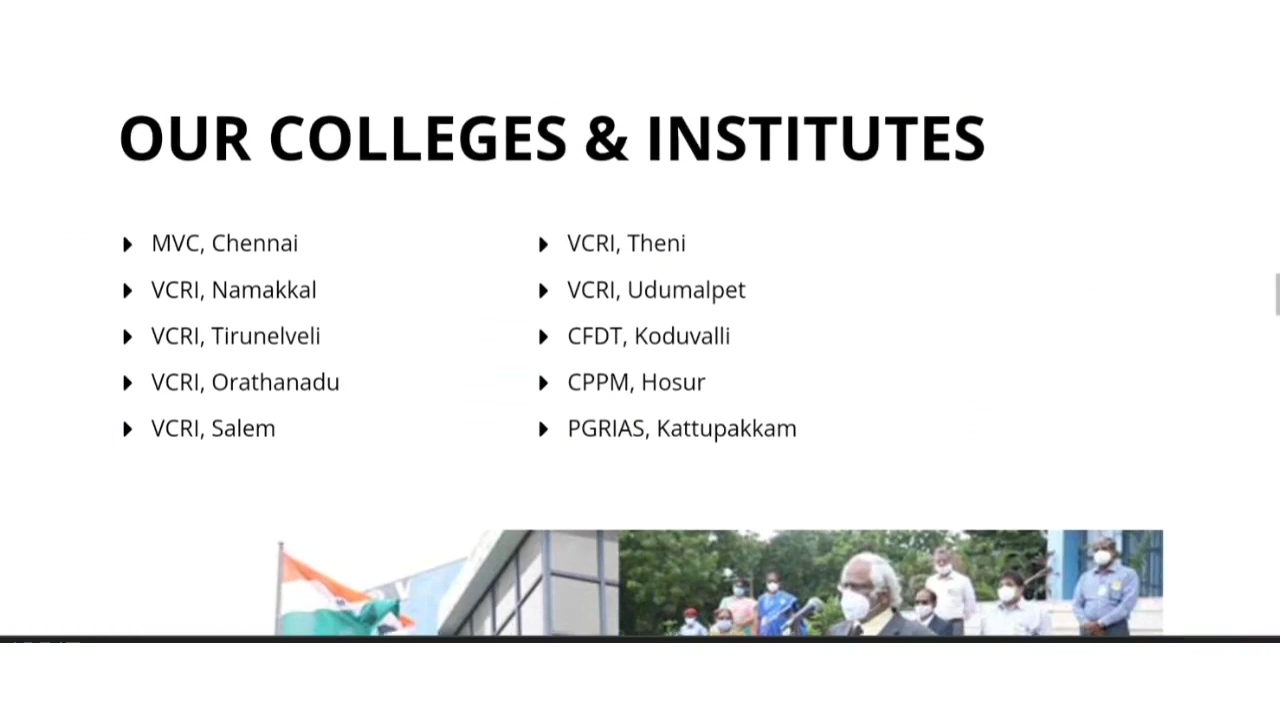 OUR COLLEGES & INSTITUTES
MVC, Chennai
VCRI, Namakkal
VCRI, Tirunelveli
VCRI, Orathanadu
VCRI, Salem
VCRI, Theni
VCRI, Udumalpet
CFDT, Koduvalli
CPPM, Hosur
PGRIAS, Kattupakkam